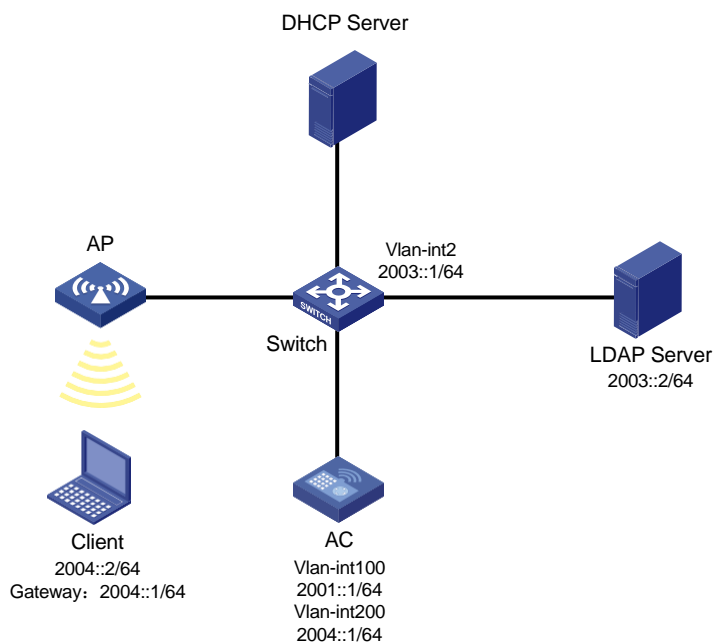 DHCP Server
AP
Vlan-int2
2003::1/64
SWITCH
Switch
LDAP Server
2003::2/64
Client
2004::2/64
Gateway：2004::1/64
AC
Vlan-int100
2001::1/64
Vlan-int200
2004::1/64